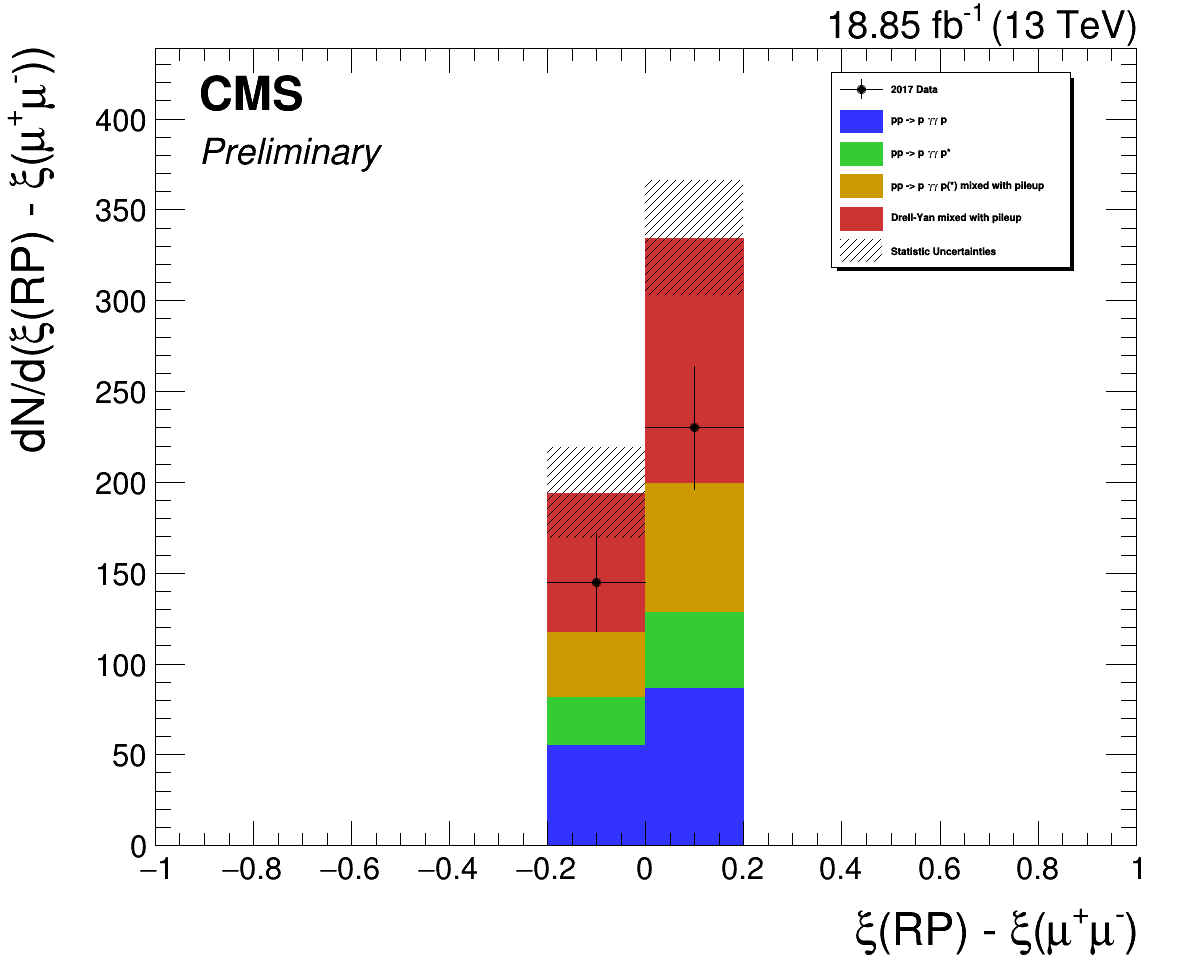 18.85 fb⁻¹ (13 TeV)
dN/d(ξ(RP) - ξ(μ⁺μ⁻))
CMS
Preliminary
2017 Data
pp -> p γγ p
pp -> p γγ p*
pp -> p γγ p(*) mixed with pileup
Drell-Yan mixed with pileup
Statistic Uncertainties
400
350
300
250
200
150
100
50
0
−1 −0.8 −0.6 −0.4 −0.2 0 0.2 0.4 0.6 0.8 1
ξ(RP) - ξ(μ⁺μ⁻)